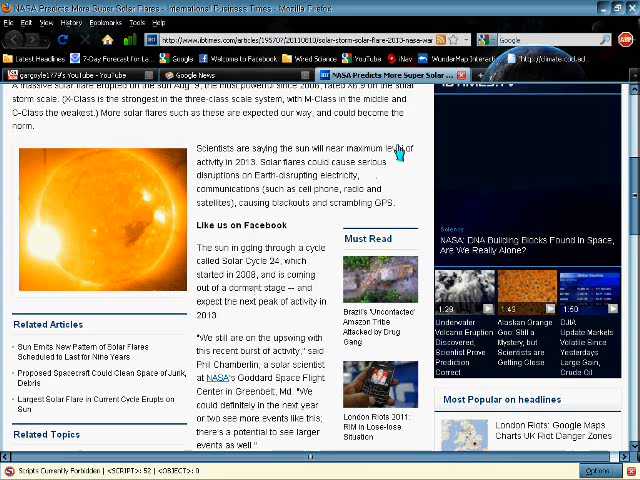 NASA Predicts More Super Solar Flares - International Business Times - Mozilla Firefox
File Edit View History Bookmarks Tools Help
http://www.ibtimes.com/articles/195707/20110810/solar-storm-solar-flare-2013-nasa-war
Google
Latest Headlines 7-Day Forecast for L Google Welcome to Facebook Wired Science YouTube iNav WunderMap Interacti "http://climate.cod.ed
gargoyle1779's YouTube - YouTube
Google News
NASA Predicts More Super Solar ...
A massive solar flare erupted on the sun Aug. 9, the most powerful since 2006, rated X6.9 on the solar
storm scale. (X-Class is the strongest in the three-class scale system, with M-Class in the middle and
C-Class the weakest.) More solar flares such as these are expected our way, and could become the
norm.
Scientists are saying the sun will near maximum level of
activity in 2013. Solar flares could cause serious
disruptions on Earth-disrupting electricity,
communications (such as cell phone, radio and
satellites), causing blackouts and scrambling GPS.
Like us on Facebook
The sun in going through a cycle
called Solar Cycle 24, which
started in 2008, and is coming
out of a dormant stage -- and
expect the next peak of activity in
2013
"We still are on the upswing with
this recent burst of activity," said
Phil Chamberlin, a solar scientist
at NASA's Goddard Space Flight
Center in Greenbelt, Md. "We
could definitely in the next year
or two see more events like this;
there's a potential to see larger
events as well."
Related Articles
Sun Emits New Pattern of Solar Flares
Scheduled to Last for Nine Years
Proposed Spacecraft Could Clean Space of Junk,
Debris
Largest Solar Flare in Current Cycle Erupts on
Sun
Related Topics
Must Read
Brazil's 'Uncontacted'
Amazon Tribe
Attacked by Drug
Gang
London Riots 2011:
RIM in Lose-lose
Situation
IBTIMES.TV
Science
NASA: DNA Building Blocks Found In Space,
Are We Really Alone?
1:29
Underwater
Volcano Eruption
Discovered,
Scientist Prove
Prediction
Correct
1:43
Alaskan Orange
Goo: Still a
Mystery, but
Scientists are
Getting Close
1:50
DJIA
Update:Markets
Volatile Since
Yesterdays
Large Gain,
Crude Oil
Most Popular on headlines
London Riots: Google Maps
Charts UK Riot Danger Zones
Scripts Currently Forbidden | <SCRIPT>: 52 | <OBJECT>: 0
Options...